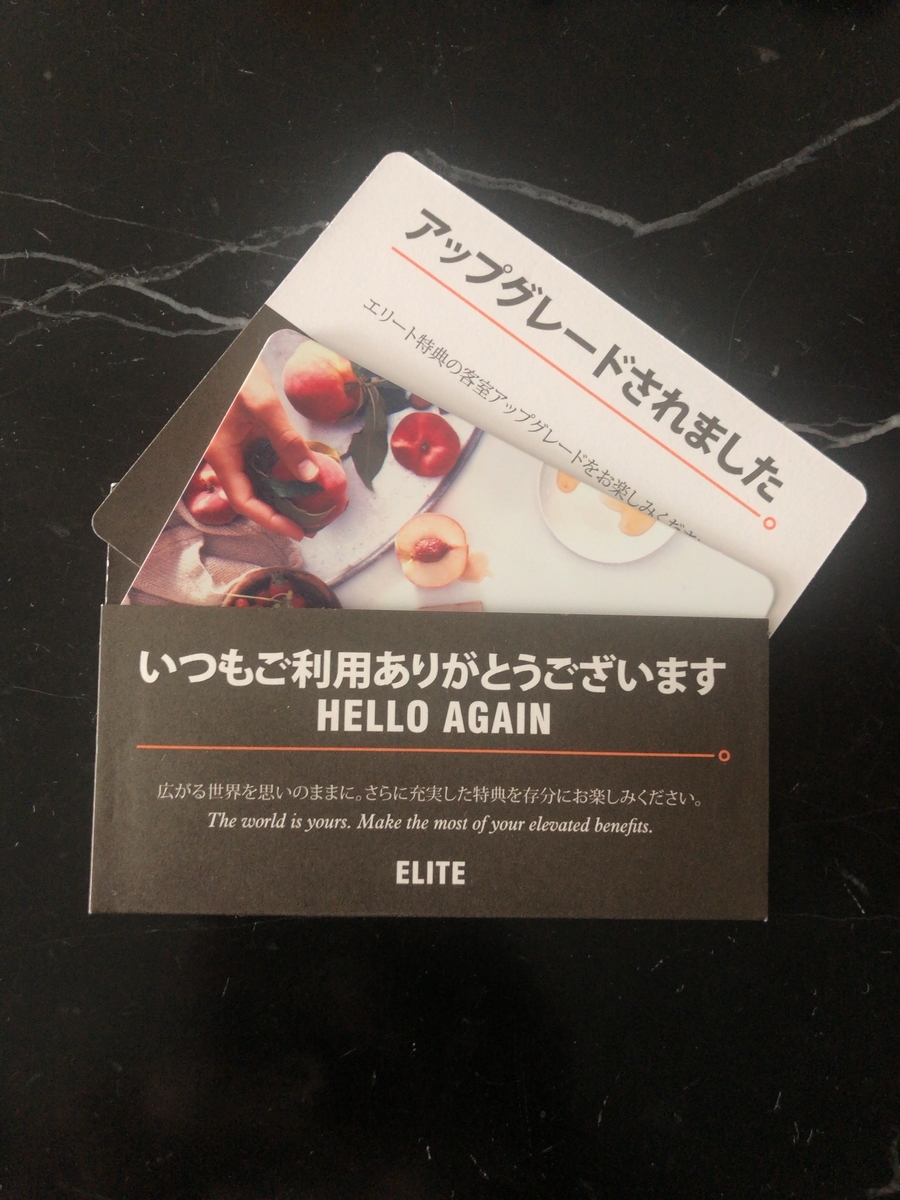 アップグレードされました
エリート特典の客室アップグレードをお楽しみくださ
いつもご利用ありがとうございます
HELLO AGAIN
広がる世界を思いのままに。さらに充実した特典を存分にお楽しみください。
The world is yours. Make the most of your elevated benefits.
ELITE